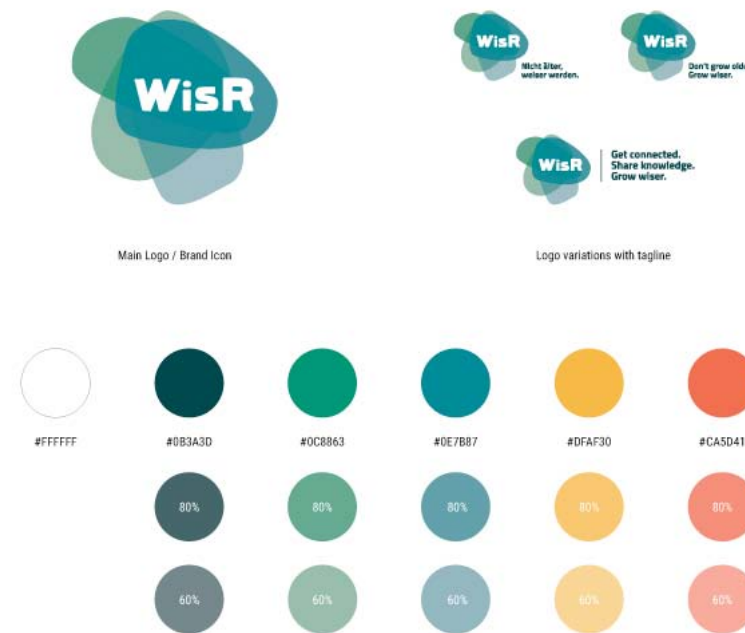 WisR
WisR
Nicht älter,
weiser werden.
WisR
Don't grow olde
Grow wiser.
WisR
Get connected.
Share knowledge.
Grow wiser.
Main Logo / Brand Icon
Logo variations with tagline
#FFFFFF
#0B3A3D
#0C8863
#0E7B87
#DFAF30
#CA5D41
80%
80%
80%
80%
80%
60%
60%
60%
60%
60%